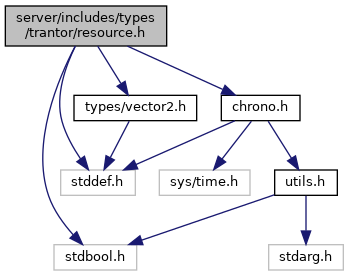 server/includes/types
/trantor/resource.h
types/vector2.h
chrono.h
stddef.h
sys/time.h
utils.h
stdbool.h
stdarg.h